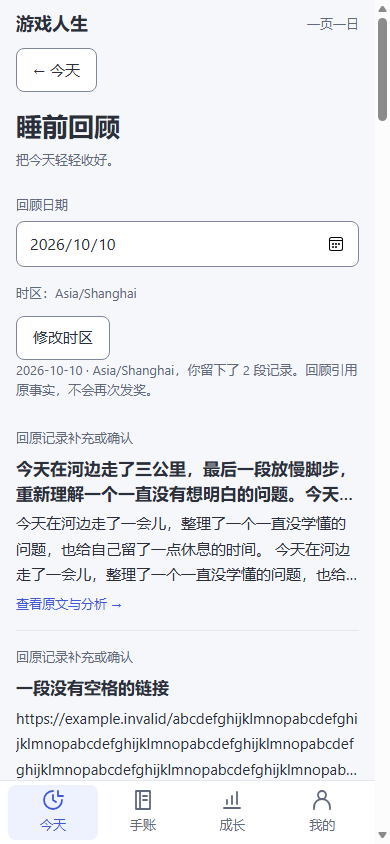 游戏人生
一页一日
← 今天
睡前回顾
把今天轻轻收好。
回顾日期
2026/10/10
时区：Asia/Shanghai
修改时区
2026-10-10 · Asia/Shanghai，你留下了 2 段记录。回顾引用
原事实，不会再次发奖。
回原记录补充或确认
今天在河边走了三公里，最后一段放慢脚步，
重新理解一个一直没有想明白的问题。今天…
今天在河边走了一会儿，整理了一个一直没学懂的
问题，也给自己留了一点休息的时间。 今天在河边
走了一会儿，整理了一个一直没学懂的问题，也给…
查看原文与分析 →
回原记录补充或确认
一段没有空格的链接
https://example.invalid/abcdefghijklmnopabcdefghi
jklmnopabcdefghijklmnopabcdefghijklmnopabcdef
ghijklmnopabcdefghijklmnopabcdefghijklmnopab…
今天
手账
成长
我的